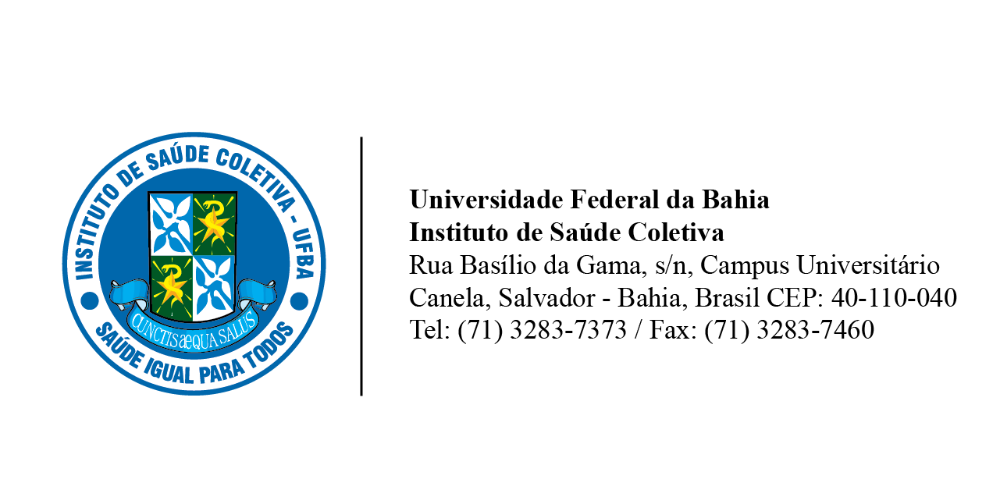 INSTITUTO DE SAÚDE COLETIVA - UFBA
CUNCTIS æQUA SALUS
SAÚDE IGUAL PARA TODOS
Universidade Federal da Bahia
Instituto de Saúde Coletiva
Rua Basílio da Gama, s/n, Campus Universitário
Canela, Salvador - Bahia, Brasil CEP: 40-110-040
Tel: (71) 3283-7373 / Fax: (71) 3283-7460